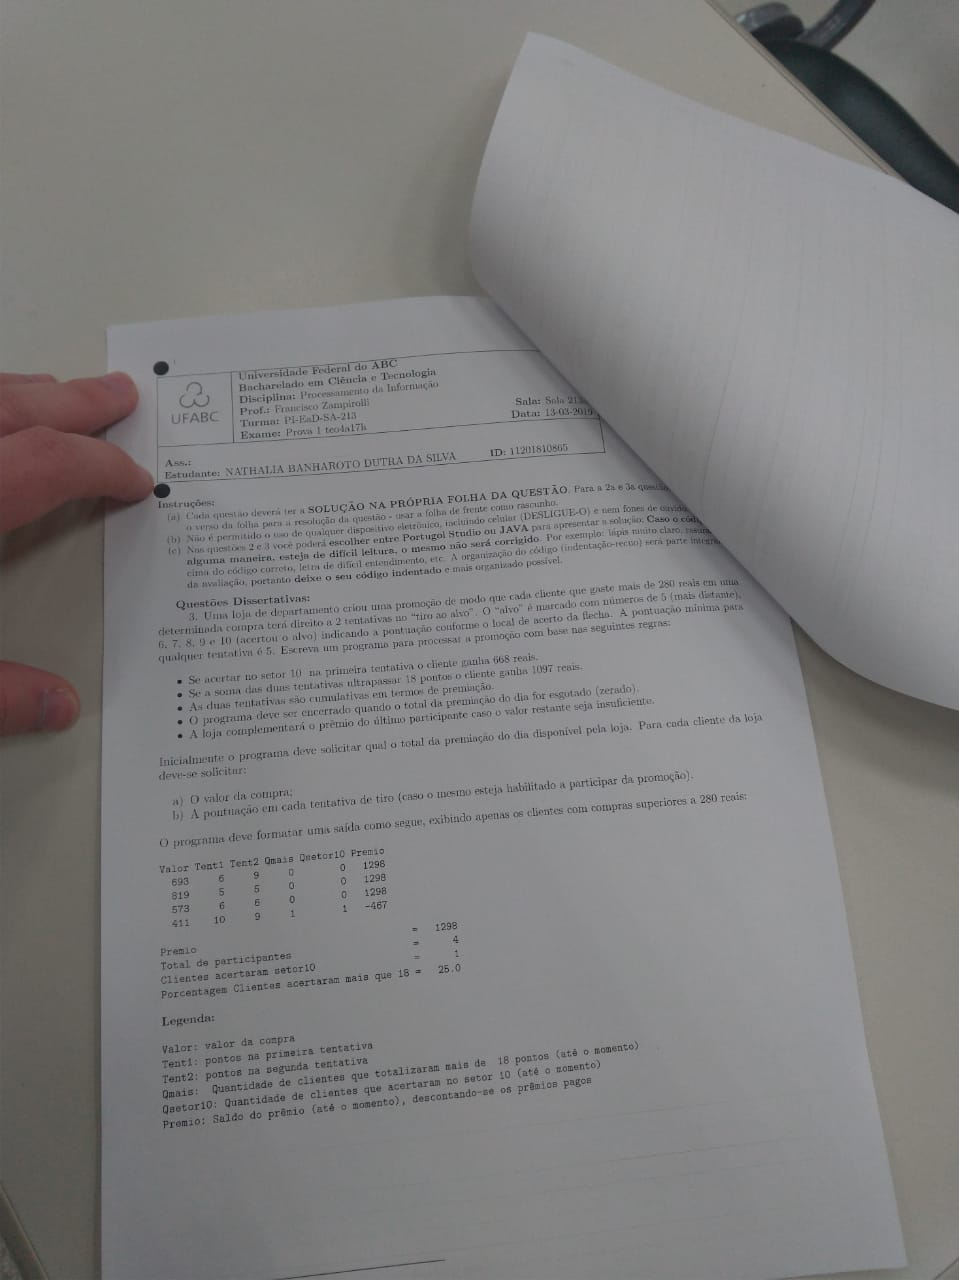 Universidade Federal do ABC
Bacharelado em Ciência e Tecnologia
Disciplina: Processamento da Informação
Prof.: Francisco Zampirolli
Turma: PI-EaD-SA-213
Sala: Sala 213
Exame: Prova 1 teo4a17h
Data: 13-03-2019
UFABC
Ass.:
Estudante: NATHALIA BANHAROTO DUTRA DA SILVA ID: 11201810865
Instruções:
(a) Cada questão deverá ter a SOLUÇÃO NA PRÓPRIA FOLHA DA QUESTÃO. Para a 2a e 3a
o verso da folha para a resolução da questão - usar a folha de frente como rascunho.
(b) Não é permitido o uso de qualquer dispositivo eletrônico, incluindo celular (DESLIGUE-O) e nem fones de
(c) Nas questões 2 e 3 você poderá escolher entre Portugol Studio ou JAVA para apresentar a solução; Caso o
alguma maneira, esteja de difícil leitura, o mesmo não será corrigido. Por exemplo: lápis muito claro,
cima do código correto, letra de difícil entendimento, etc. A organização do código (indentação-recuo) será parte
da avaliação, portanto deixe o seu código indentado e mais organizado possível.
Questões Dissertativas:
3. Uma loja de departamento criou uma promoção de modo que cada cliente que gaste mais de 280 reais em uma
determinada compra terá direito a 2 tentativas no "tiro ao alvo". O "alvo" é marcado com números de 5 (mais distante),
6, 7, 8, 9 e 10 (acertou o alvo) indicando a pontuação conforme o local de acerto da flecha. A pontuação mínima para
qualquer tentativa é 5. Escreva um programa para processar a promoção com base nas seguintes regras:
• Se acertar no setor 10 na primeira tentativa o cliente ganha 668 reais.
• Se a soma das duas tentativas ultrapassar 18 pontos o cliente ganha 1097 reais.
• As duas tentativas são cumulativas em termos de premiação.
• O programa deve ser encerrado quando o total da premiação do dia for esgotado (zerado).
• A loja complementará o prêmio do último participante caso o valor restante seja insuficiente.
Inicialmente o programa deve solicitar qual o total da premiação do dia disponível pela loja. Para cada cliente da loja
deve-se solicitar:
a) O valor da compra;
b) A pontuação em cada tentativa de tiro (caso o mesmo esteja habilitado a participar da promoção).
O programa deve formatar uma saída como segue, exibindo apenas os clientes com compras superiores a 280 reais:
Valor Tent1 Tent2 Qmais Qsetor10 Premio
693 6 9 0 0 1298
819 5 5 0 0 1298
573 6 6 0 0 1298
411 10 9 1 1 -467
Premio = 1298
Total de participantes = 4
Clientes acertaram setor10 = 1
Porcentagem Clientes acertaram mais que 18 = 25.0
Legenda:
Valor: valor da compra
Tent1: pontos na primeira tentativa
Tent2: pontos na segunda tentativa
Qmais: Quantidade de clientes que totalizaram mais de 18 pontos (até o momento)
Qsetor10: Quantidade de clientes que acertaram no setor 10 (até o momento)
Premio: Saldo do prêmio (até o momento), descontando-se os prêmios pagos